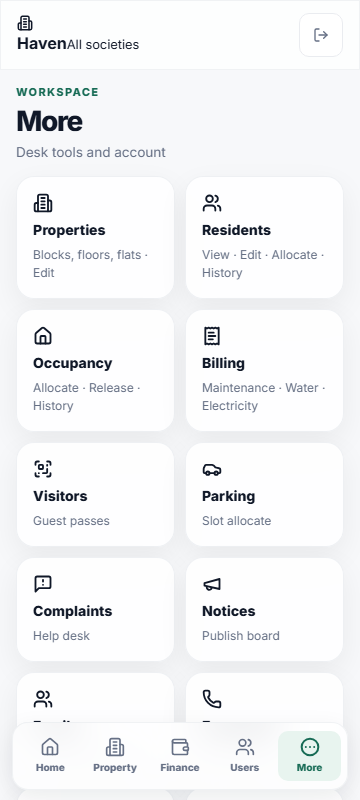 HavenAll societies
WORKSPACE
More
Desk tools and account
Properties
Blocks, floors, flats ·
Edit
Residents
View · Edit · Allocate ·
History
Occupancy
Allocate · Release ·
History
Billing
Maintenance · Water ·
Electricity
Visitors
Guest passes
Parking
Slot allocate
Complaints
Help desk
Notices
Publish board
Home
Property
Finance
Users
More